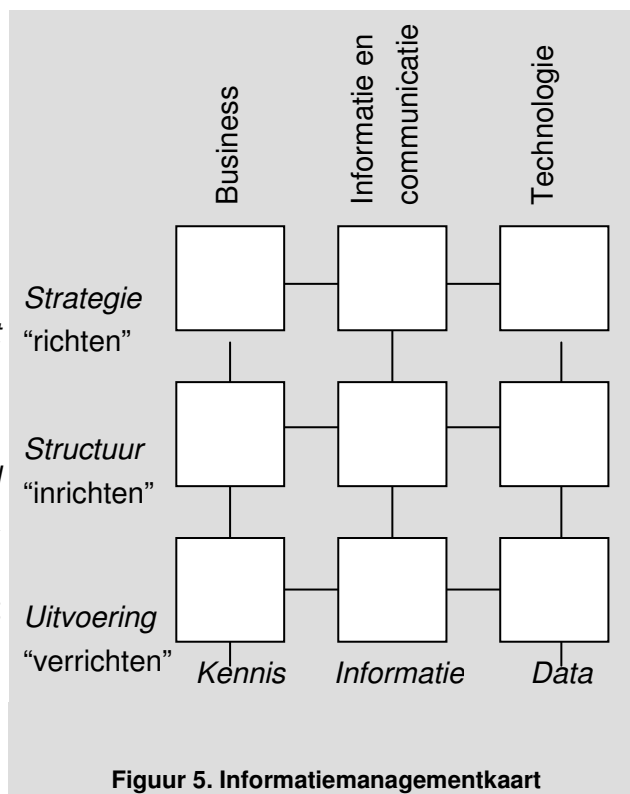 Business
Informatie en
communicatie
Technologie
Strategie
“richten”
Structuur
“inrichten”
Uitvoering
“verrichten”
Kennis
Informatie
Data
Figuur 5. Informatiemanagementkaart